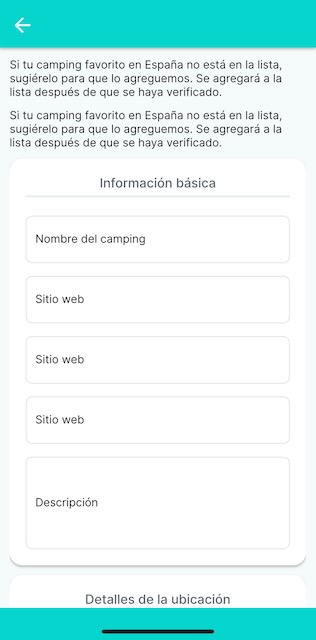 Si tu camping favorito en España no está en la lista,
sugiérelo para que lo agreguemos. Se agregará a la
lista después de que se haya verificado.
Si tu camping favorito en España no está en la lista,
sugiérelo para que lo agreguemos. Se agregará a la
lista después de que se haya verificado.
Información básica
Nombre del camping
Sitio web
Sitio web
Sitio web
Descripción
Detalles de la ubicación